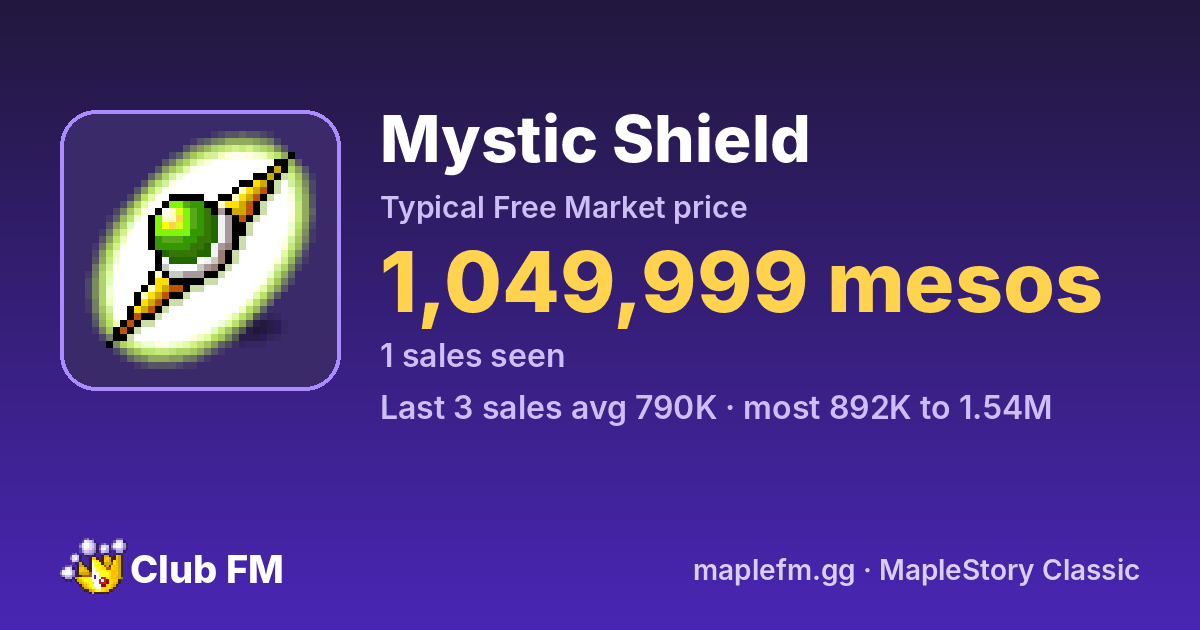 Mystic Shield
Typical Free Market price
1,049,999 mesos
1 sales seen
Last 3 sales avg 790K · most 892K to 1.54M
Club FM
maplefm.gg · MapleStory Classic